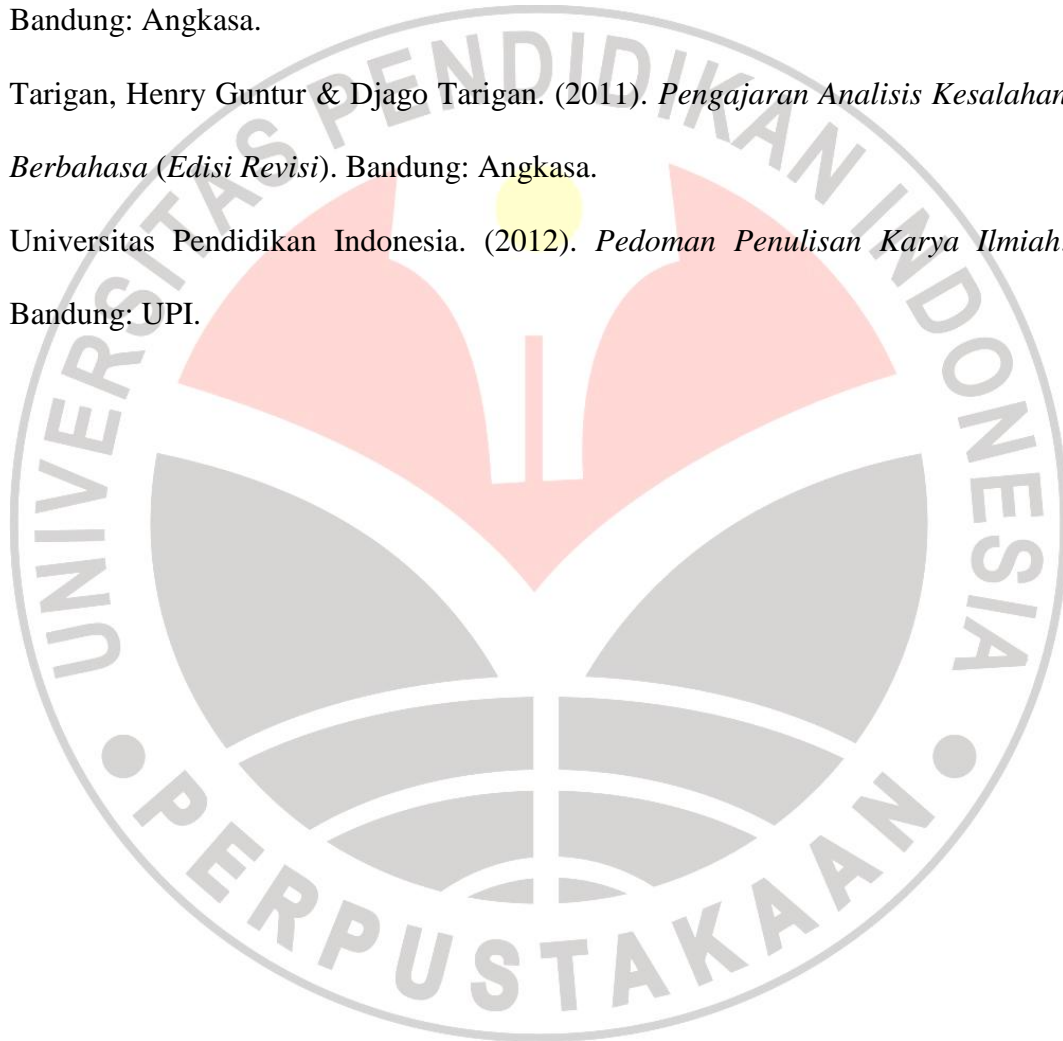 Bandung: Angkasa.
Tarigan, Henry Guntur & Djago Tarigan. (2011). Pengajaran Analisis Kesalahan
Berbahasa (Edisi Revisi). Bandung: Angkasa.
Universitas Pendidikan Indonesia. (2012). Pedoman Penulisan Karya Ilmiah.
Bandung: UPI.
UNIVERSITAS PENDIDIKAN INDONESIA
PERPUSTAKAAN